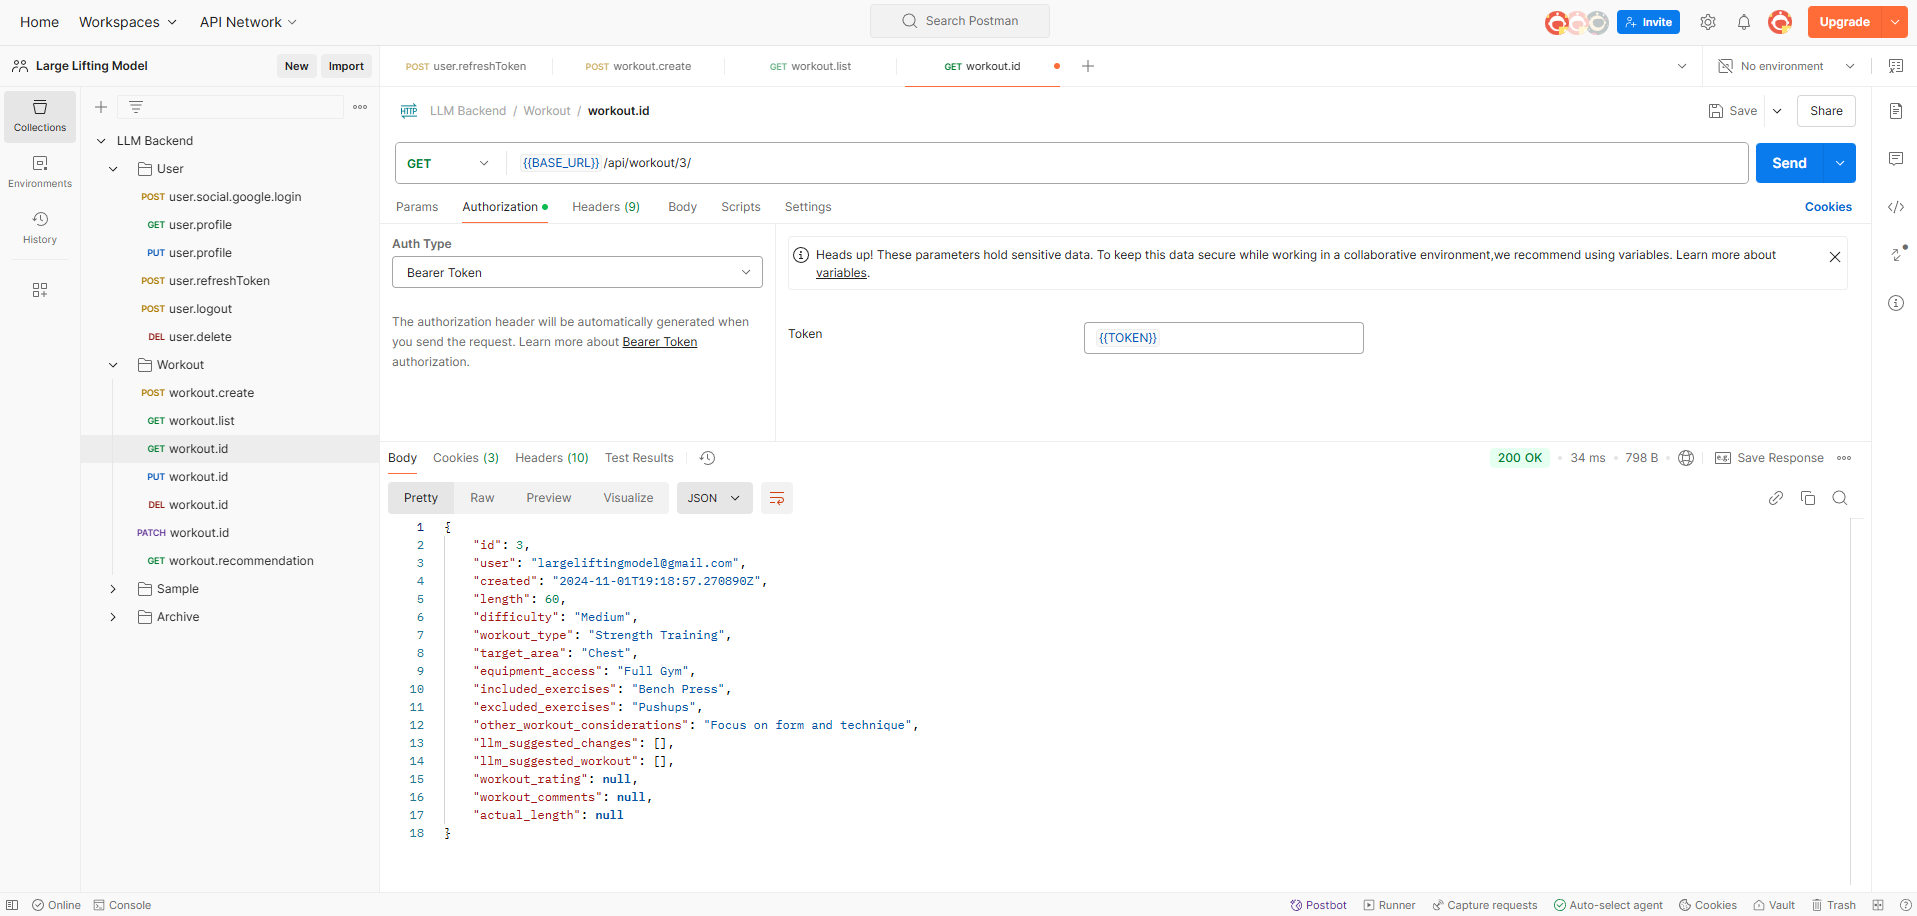 Home Workspaces API Network Search Postman Invite Upgrade
Large Lifting Model New Import
POST user.refreshToken POST workout.create GET workout.list GET workout.id No environment
Collections
Environments
History
LLM Backend
User
POST user.social.google.login
GET user.profile
PUT user.profile
POST user.refreshToken
POST user.logout
DEL user.delete
Workout
POST workout.create
GET workout.list
GET workout.id
PUT workout.id
DEL workout.id
PATCH workout.id
GET workout.recommendation
Sample
Archive
HTTP LLM Backend / Workout / workout.id Save Share
GET {{BASE_URL}} /api/workout/3/ Send
Params Authorization Headers (9) Body Scripts Settings Cookies
Auth Type
Bearer Token
The authorization header will be automatically generated when
you send the request. Learn more about Bearer Token
authorization.
Heads up! These parameters hold sensitive data. To keep this data secure while working in a collaborative environment,we recommend using variables. Learn more about
variables.
Token {{TOKEN}}
Body Cookies (3) Headers (10) Test Results 200 OK 34 ms 798 B e.g. Save Response
Pretty Raw Preview Visualize JSON
1 {
2 "id": 3,
3 "user": "largeliftingmodel@gmail.com",
4 "created": "2024-11-01T19:18:57.270890Z",
5 "length": 60,
6 "difficulty": "Medium",
7 "workout_type": "Strength Training",
8 "target_area": "Chest",
9 "equipment_access": "Full Gym",
10 "included_exercises": "Bench Press",
11 "excluded_exercises": "Pushups",
12 "other_workout_considerations": "Focus on form and technique",
13 "llm_suggested_changes": [],
14 "llm_suggested_workout": [],
15 "workout_rating": null,
16 "workout_comments": null,
17 "actual_length": null
18 }
Online Console Postbot Runner Capture requests Auto-select agent Cookies Vault Trash